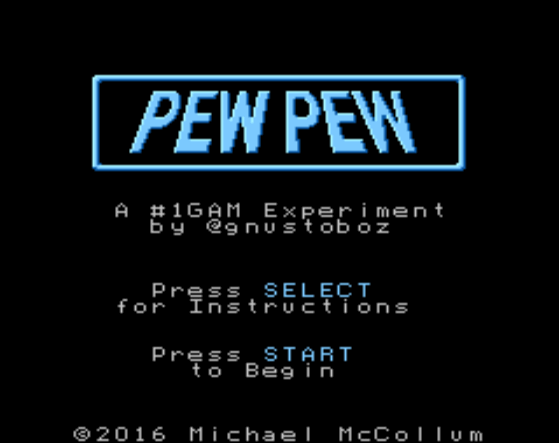 PEW PEW
A #1GAM Experiment
by @gnustoboz
Press SELECT
for Instructions
Press START
to Begin
©2016 Michael McCollum